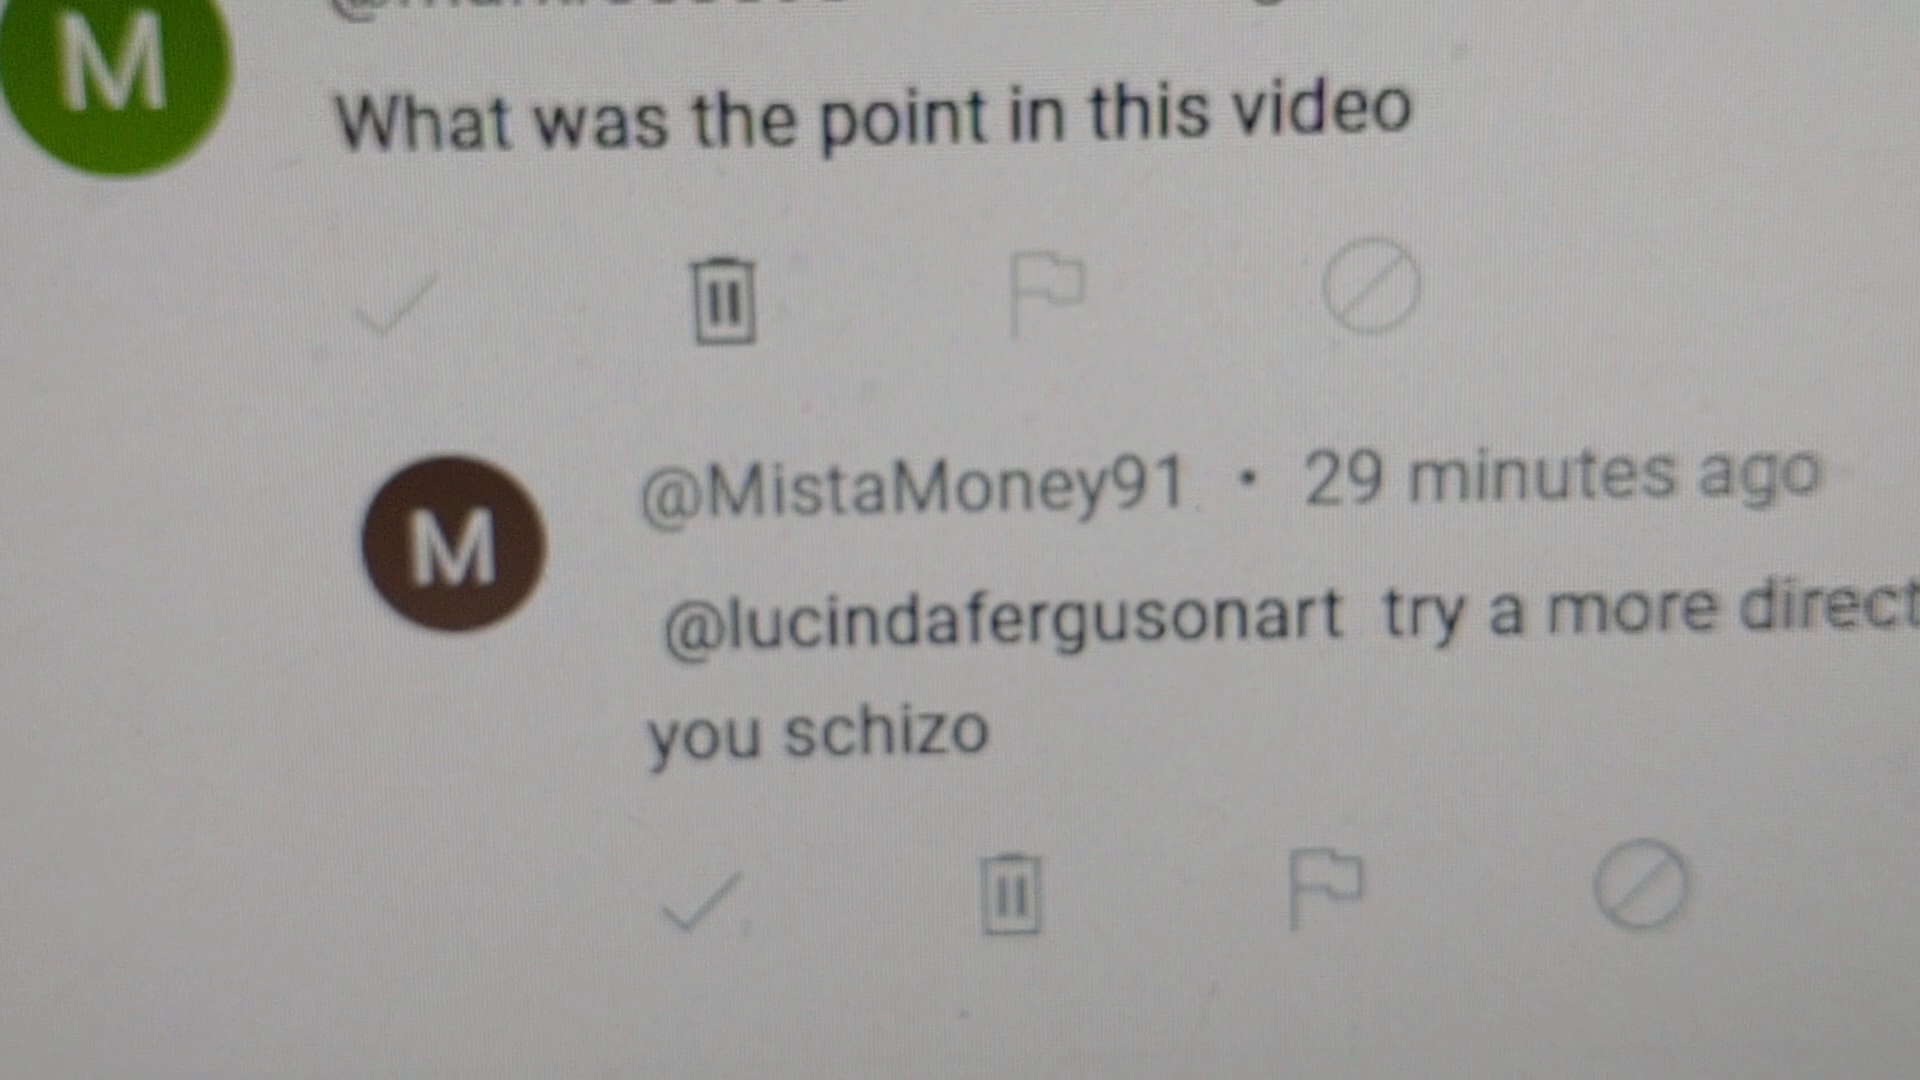 M
What was the point in this video
M
@MistaMoney91 · 29 minutes ago
@lucindafergusonart try a more direct
you schizo